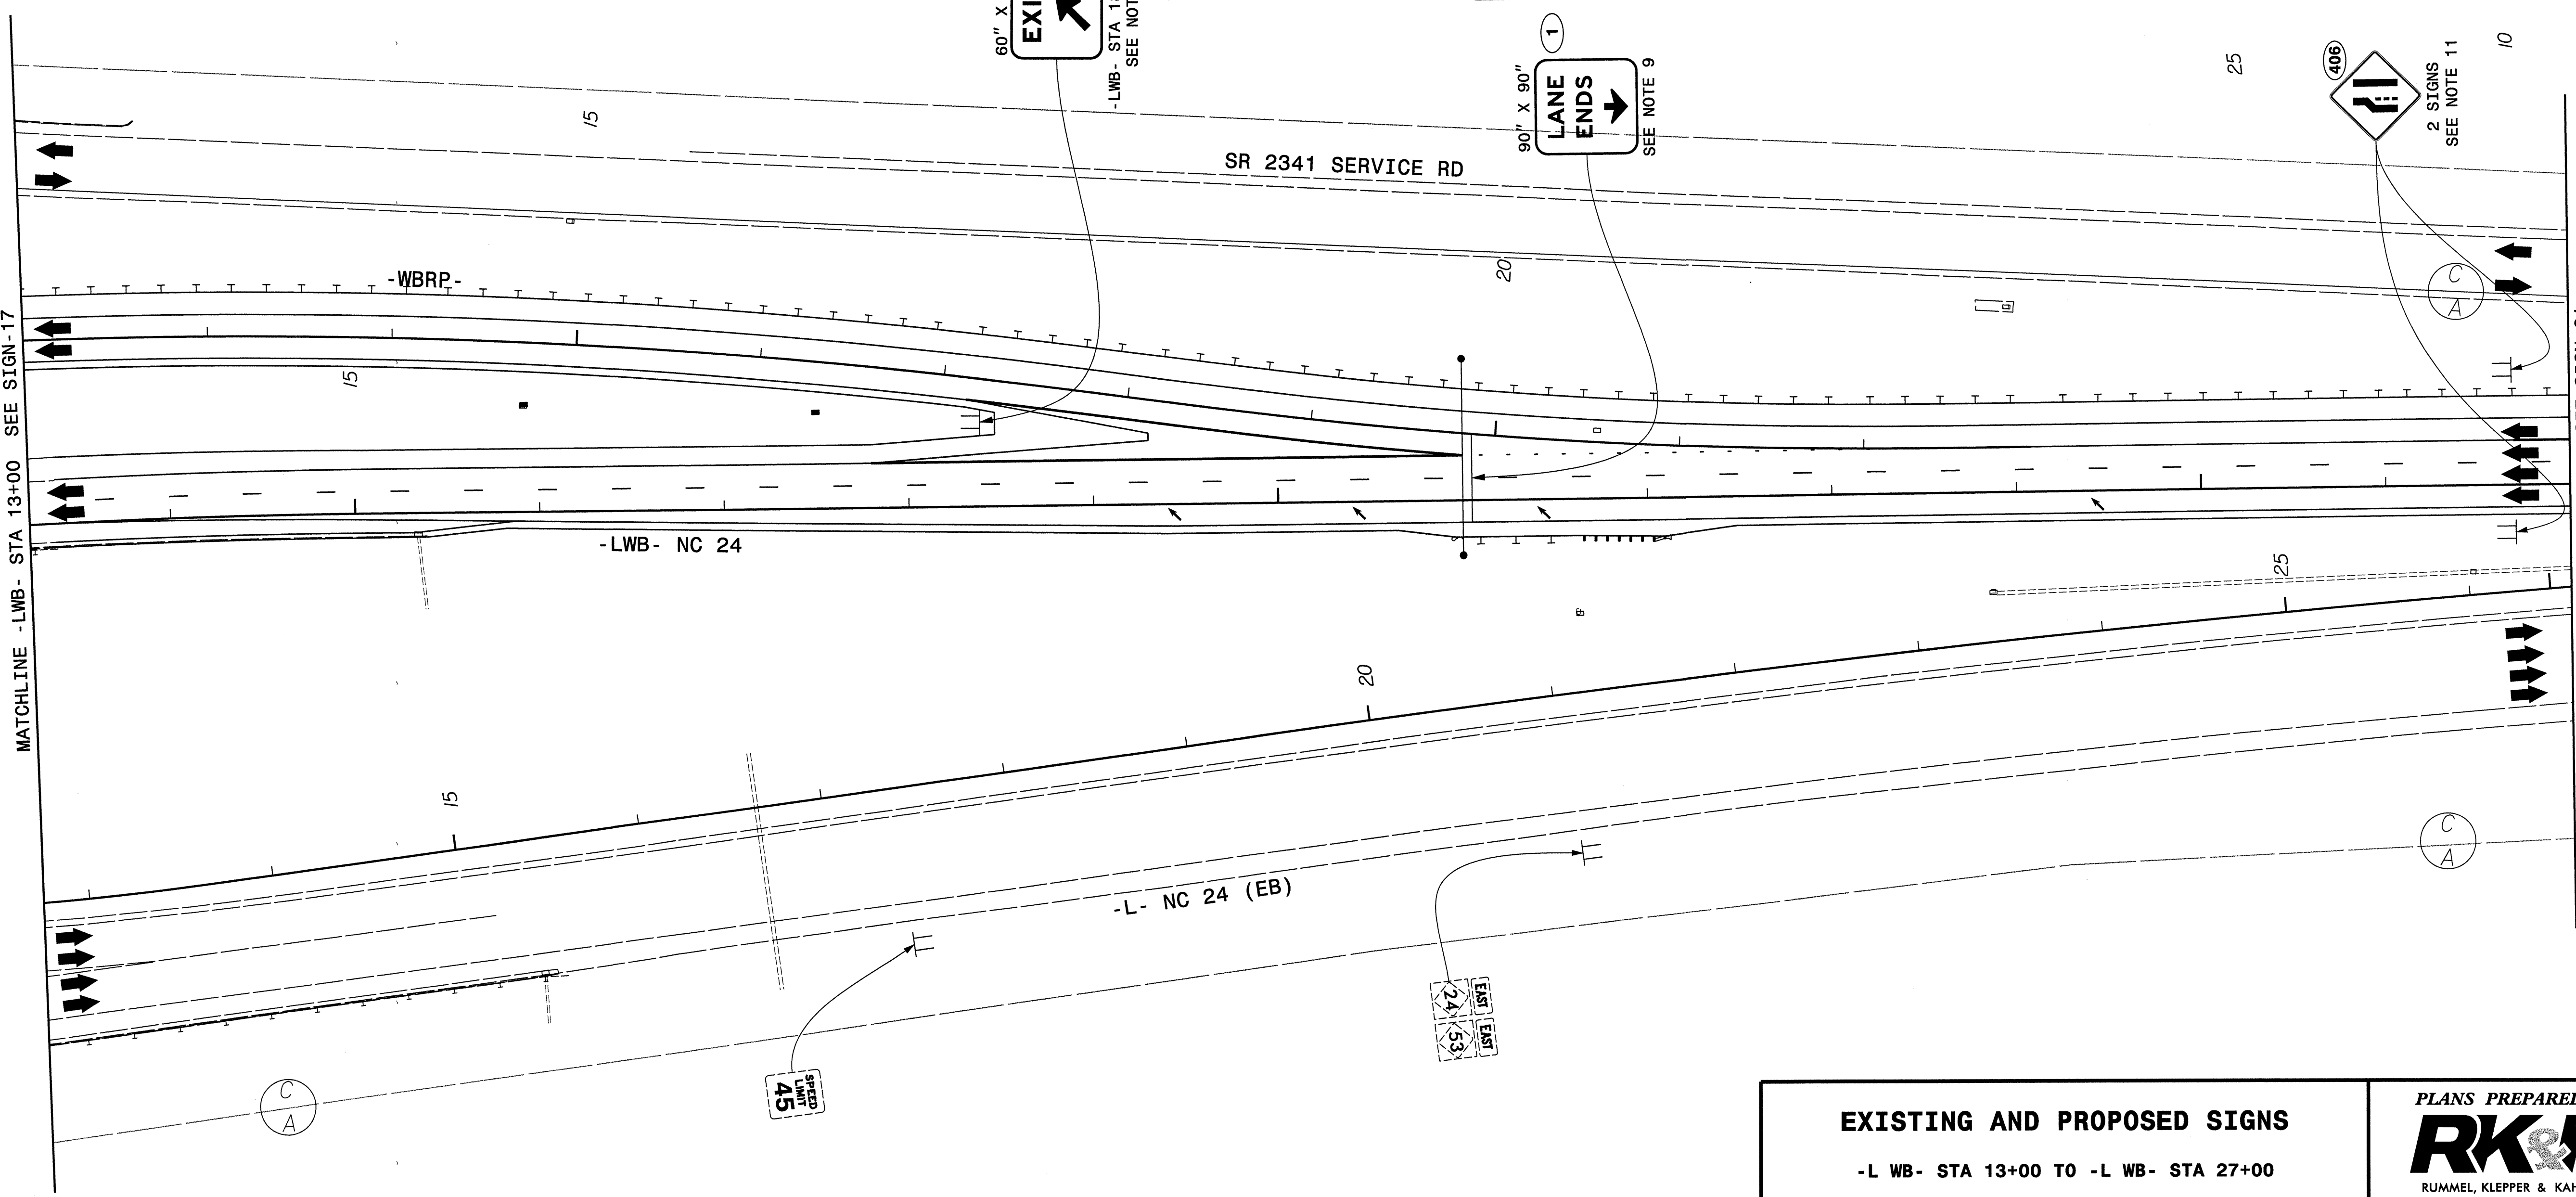 60" X
EXI
-LWB- STA
SEE NOT
1
90" X 90"
LANE
ENDS
SEE NOTE 9
25
10
406
2 SIGNS
SEE NOTE 11
15
SR 2341 SERVICE RD
-WBRP-
20
C
A
MATCHLINE -LWB- STA 13+00 SEE SIGN-17
15
-LWB- NC 24
25
20
15
-L- NC 24 (EB)
C
A
EAST
24
EAST
53
SPEED
LIMIT
45
C
A
EXISTING AND PROPOSED SIGNS
-L WB- STA 13+00 TO -L WB- STA 27+00
PLANS PREPARED
RK&
RUMMEL, KLEPPER & KAH